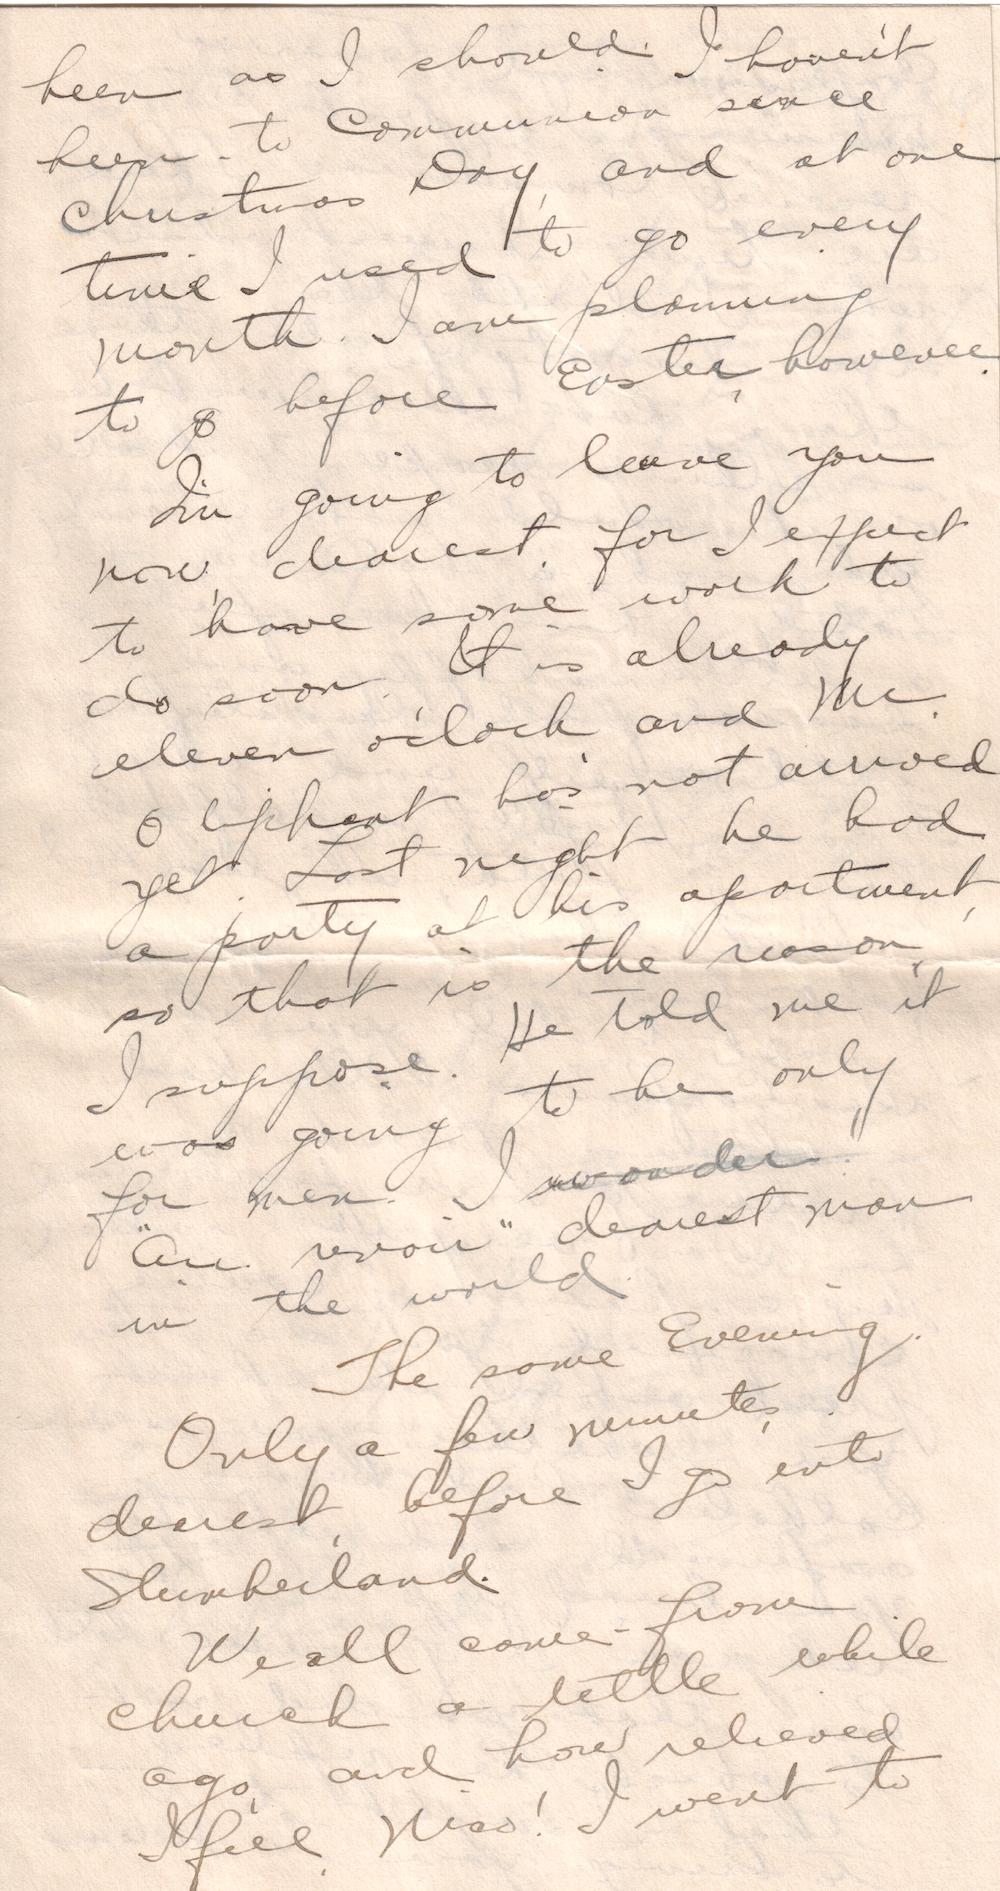 been as I should. I haven't
been to Communion since
Christmas Day, and at one
time I used to go every
month. I am planning
to go before Easter, however.
I'm going to leave you
now, dearest, for I expect
to have some work to
do soon. It is already
eleven o'clock and Mr.
Oliphant has not arrived
yet. Last night he had
a party at his apartment,
so that is the reason,
I suppose. He told me it
was going to be only
for men. I wonder.
"Au revoir" dearest man
in the world.
The same Evening.
Only a few minutes,
dearest, before I go into
Slumberland.
We all came from
church a little while
ago, and how relieved
I feel, Niso! I went to